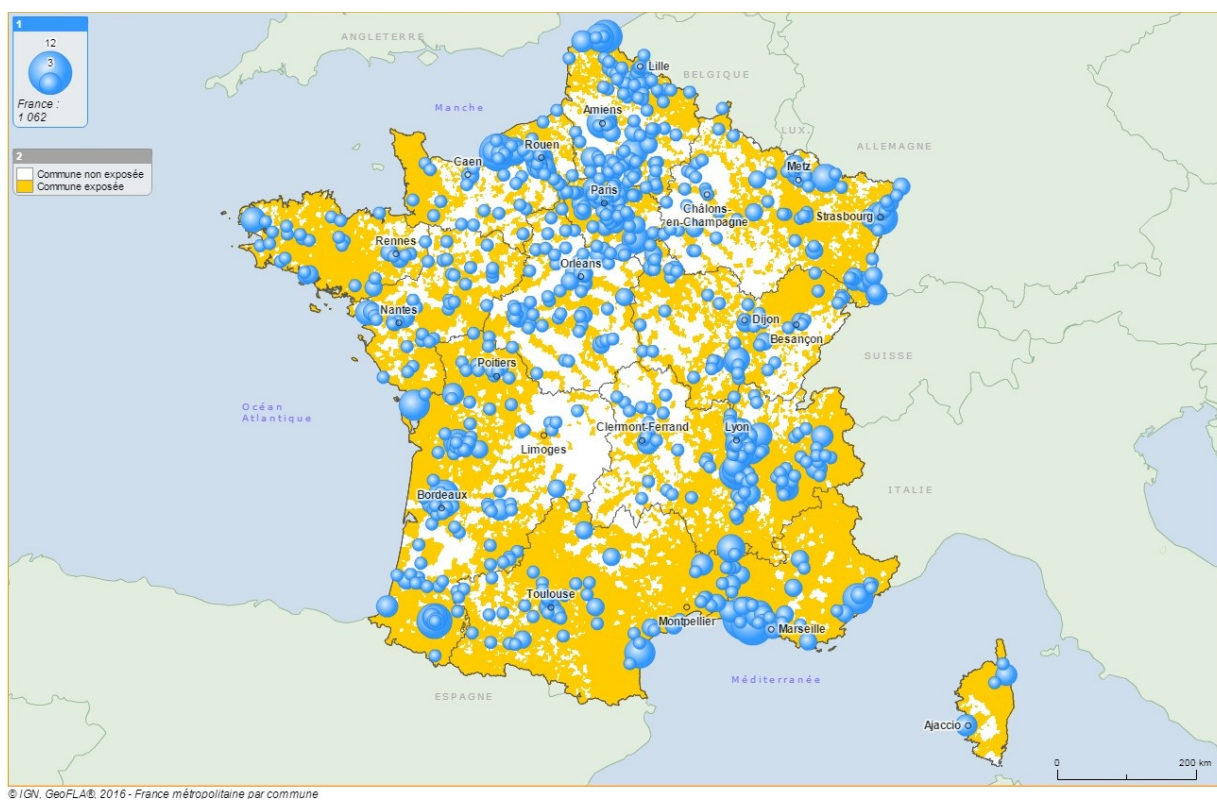 1
12
3
France :
1 062
2
Commune non exposée
Commune exposée
ANGLETERRE
Lille
BELGIQUE
Manche
Amiens
LUX.
ALLEMAGNE
Rouen
Caen
Metz
Paris
Châlons-
en-Champagne
Strasbourg
Rennes
Orléans
Nantes
Dijon
Besançon
SUISSE
Poitiers
Océan
Atlantique
Clermont-Ferrand
Lyon
Limoges
ITALIE
Bordeaux
Toulouse
Montpellier
Marseille
Méditerranée
ESPAGNE
Ajaccio
0
200 km
© IGN, GeoFLA®, 2016 - France métropolitaine par commune